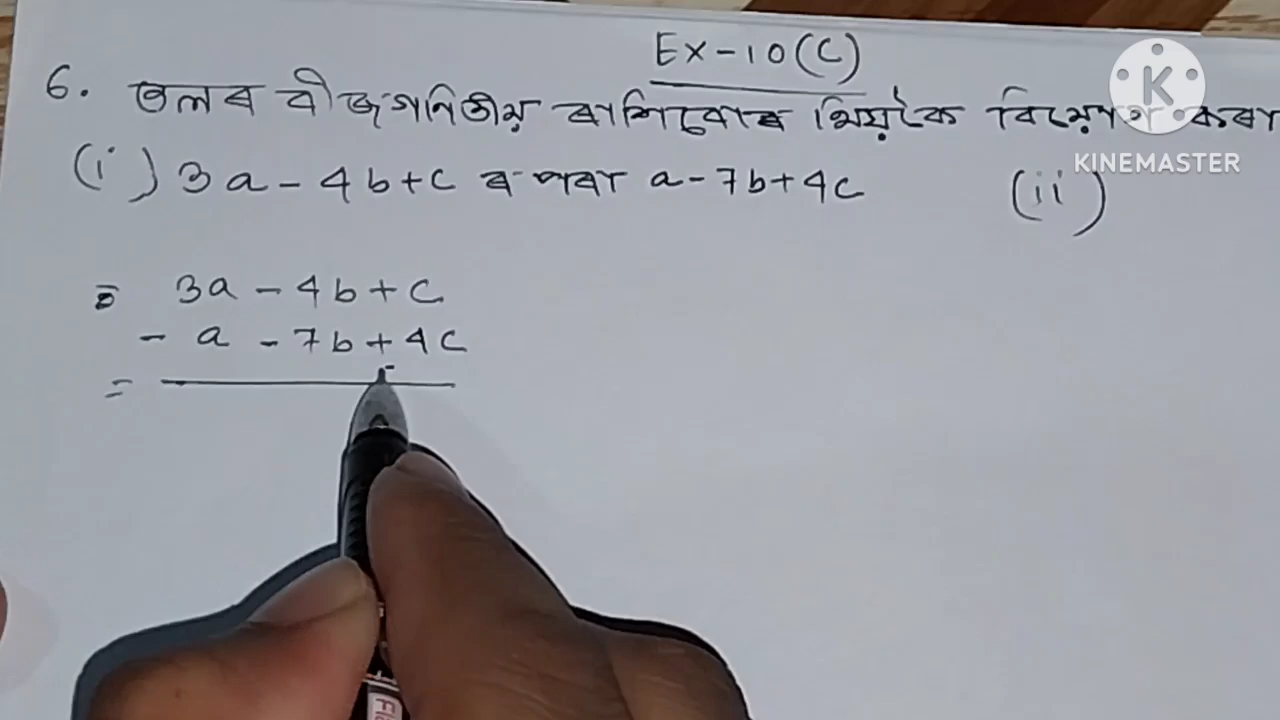 Ex-10(C)
6. তলৰ বীজগণিতীয় ৰাশিবোৰ থিয়কৈ বিয়োগ কৰা
(i) 3a-4b+c ৰ পৰা a-7b+4c (ii)
= 3a-4b+c
- a -7b+4c
-
=
K
KINEMASTER